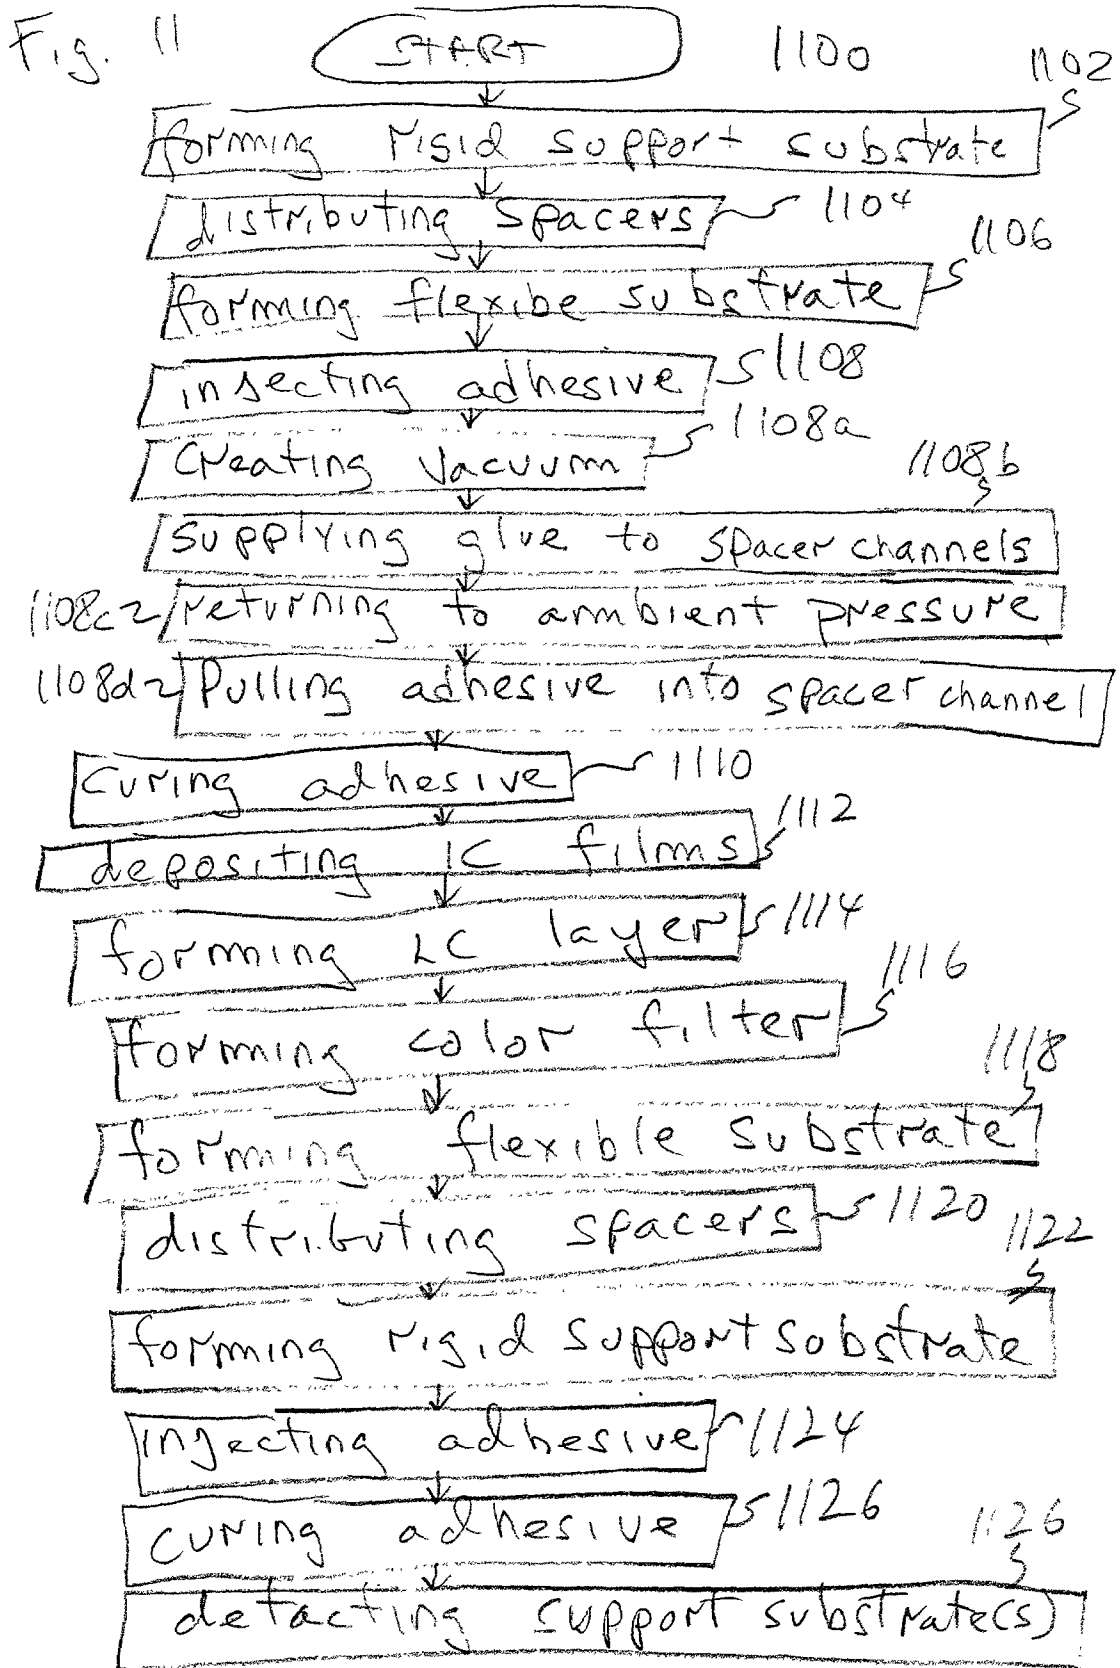 Fig. 11 START 1100
1102
forming rigid support substrate
distributing spacers 1104
1106
forming flexibe substrate
insecting adhesive 1108
creating vacuum 1108a
1108b
supplying glue to spacer channels
1108c returning to ambient pressure
1108d pulling adhesive into spacer channel
curing adhesive 1110
depositing IC films 1112
forming LC layer 1114
forming color filter 1116
1118
forming flexible substrate
distributing spacers 1120
1122
forming rigid support substrate
injecting adhesive 1124
curing adhesive 1126
1126
detacting support substrate(s)